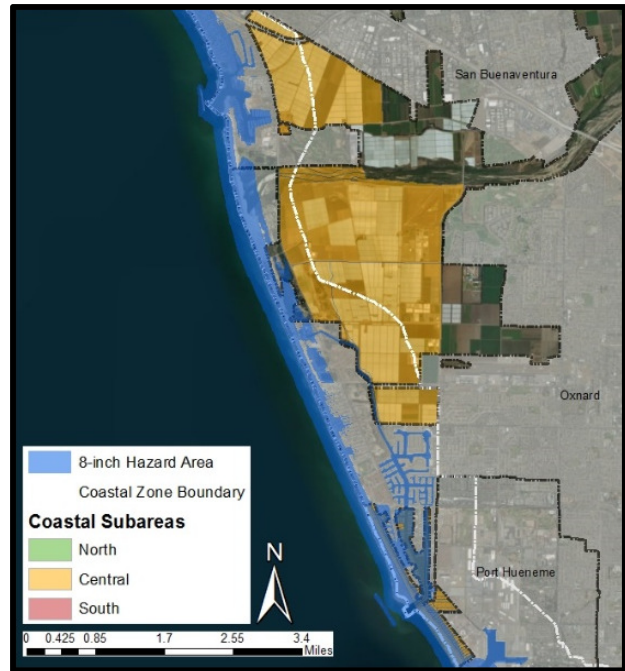 San Buenaventura
Oxnard
8-inch Hazard Area
Coastal Zone Boundary
Coastal Subareas
North
Central
South
N
Port Hueneme
0 0.425 0.85 1.7 2.55 3.4
Miles